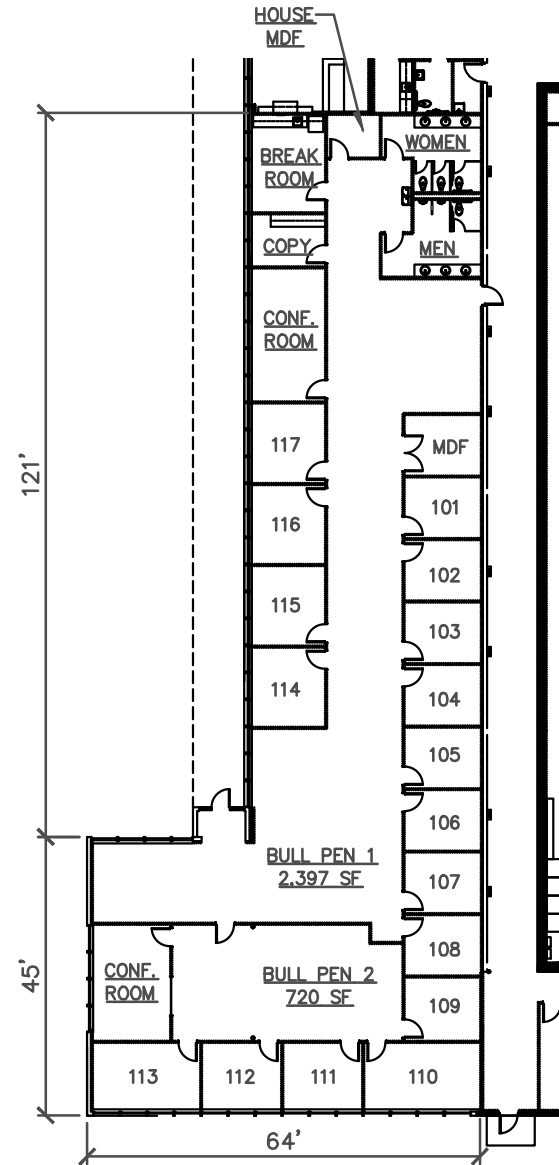 HOUSE
MDF
WOMEN
BREAK
ROOM
COPY
MEN
CONF.
ROOM
117
MDF
121'
101
116
102
115
103
114
104
105
106
BULL PEN 1
2,397 SF
107
108
CONF.
ROOM
BULL PEN 2
720 SF
45'
109
113
112
111
110
64'